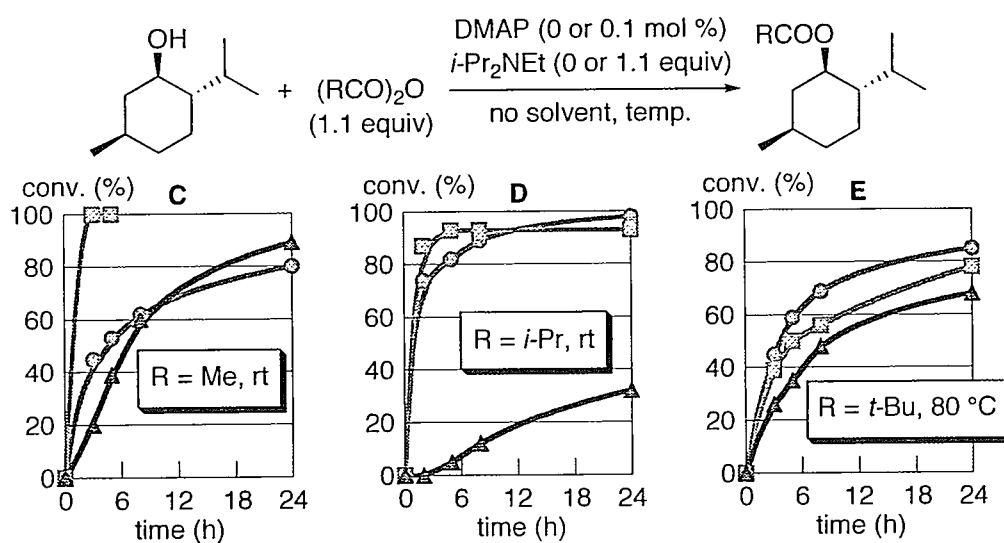 OH
+
(RCO)2O
(1.1 equiv)
DMAP (0 or 0.1 mol %)
i-Pr2NEt (0 or 1.1 equiv)
no solvent, temp.
RCOO
conv. (%)
C
100
80
60
40
20
0
R = Me, rt
0 6 12 18 24
time (h)
conv. (%)
D
100
80
60
40
20
0
R = i-Pr, rt
0 6 12 18 24
time (h)
conv. (%)
E
100
80
60
40
20
0
R = t-Bu, 80 °C
0 6 12 18 24
time (h)